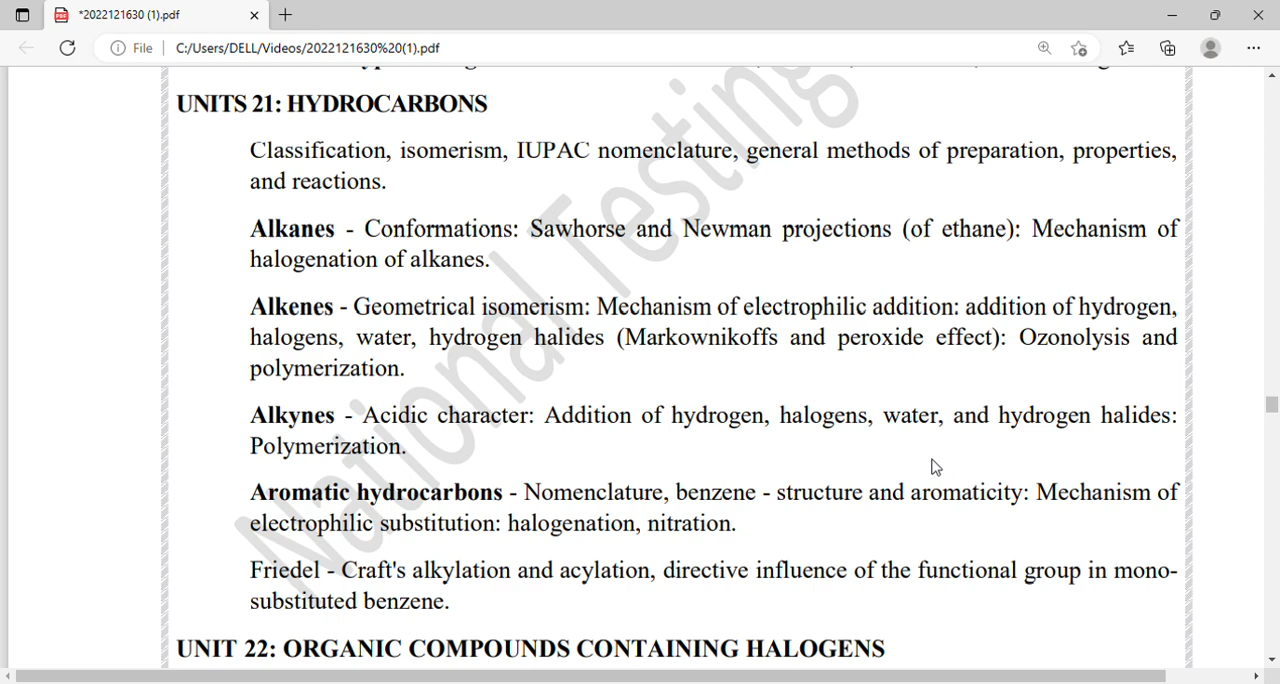 *2022121630 (1).pdf
File
C:/Users/DELL/Videos/2022121630%20(1).pdf
UNITS 21: HYDROCARBONS
Classification, isomerism, IUPAC nomenclature, general methods of preparation, properties,
and reactions.
Alkanes - Conformations: Sawhorse and Newman projections (of ethane): Mechanism of
halogenation of alkanes.
Alkenes - Geometrical isomerism: Mechanism of electrophilic addition: addition of hydrogen,
halogens, water, hydrogen halides (Markownikoffs and peroxide effect): Ozonolysis and
polymerization.
Alkynes - Acidic character: Addition of hydrogen, halogens, water, and hydrogen halides:
Polymerization.
Aromatic hydrocarbons - Nomenclature, benzene - structure and aromaticity: Mechanism of
electrophilic substitution: halogenation, nitration.
Friedel - Craft's alkylation and acylation, directive influence of the functional group in mono-
substituted benzene.
UNIT 22: ORGANIC COMPOUNDS CONTAINING HALOGENS
National Testing